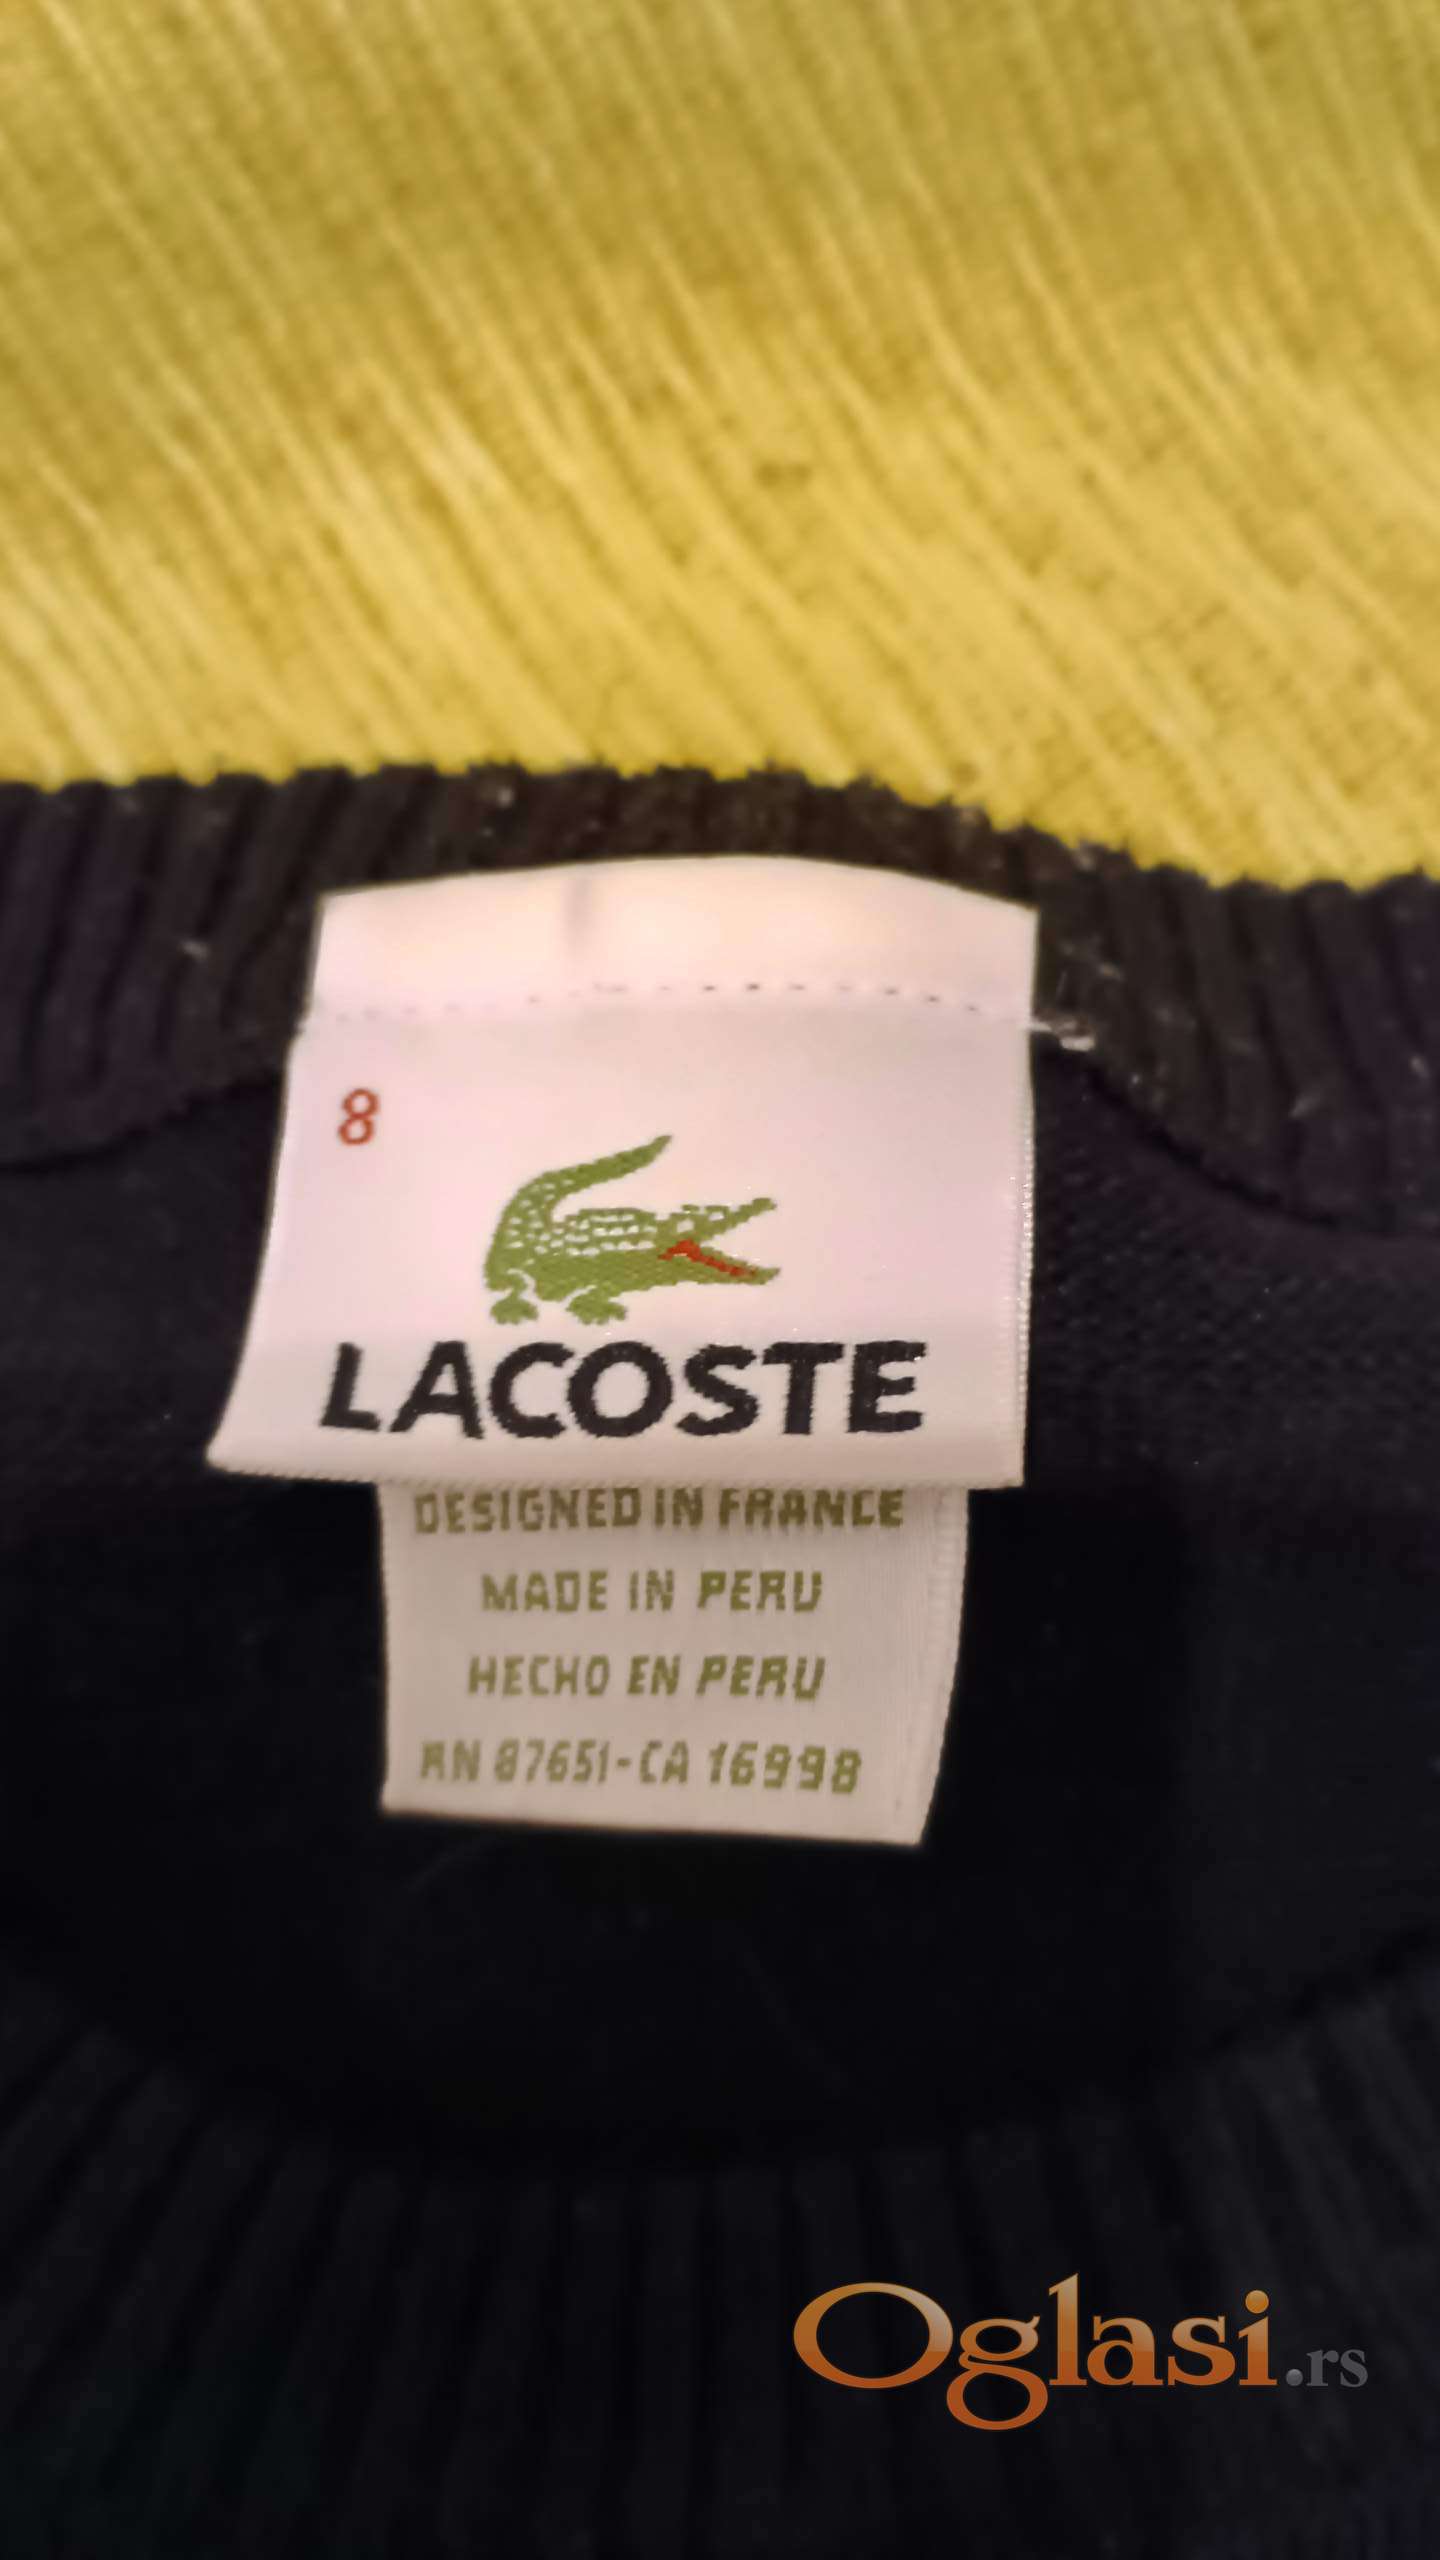 8
LACOSTE
DESIGNED IN FRANCE
MADE IN PERU
HECHO EN PERU
RN 87651-CA 16998
Oglasi.rs